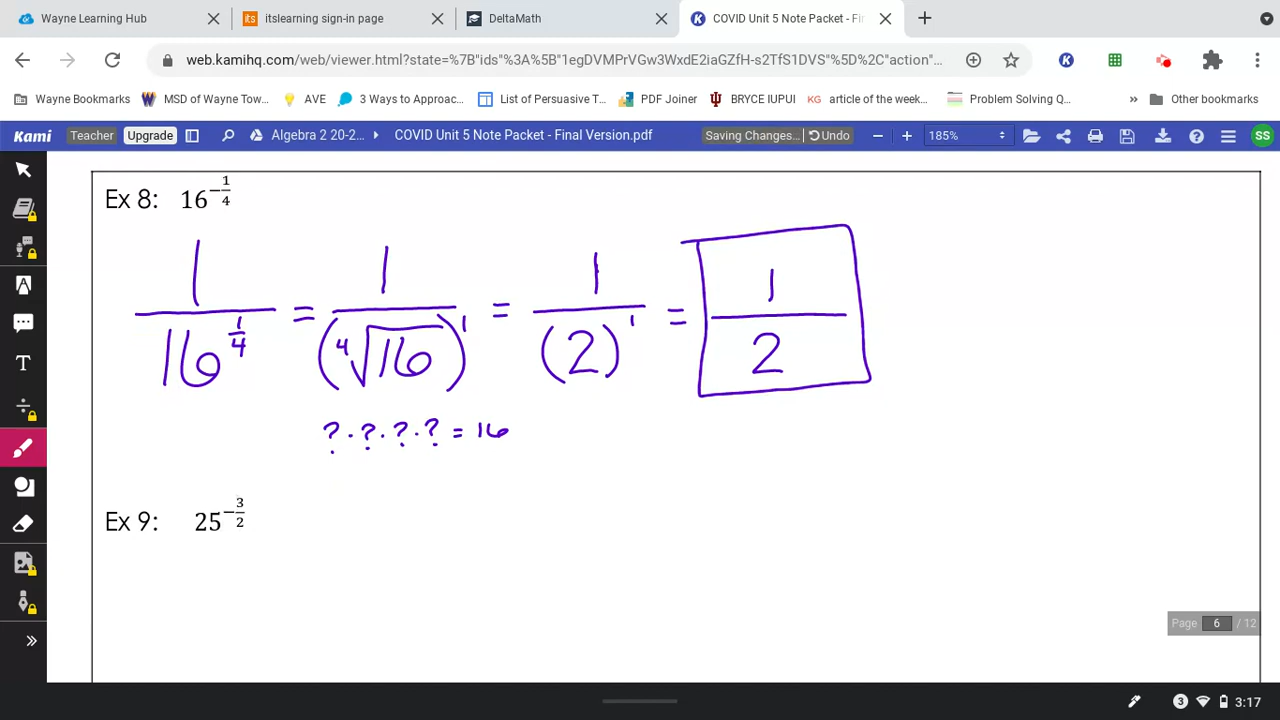 Wayne Learning Hub
its itslearning sign-in page
DeltaMath
K COVID Unit 5 Note Packet - Fin
web.kamihq.com/web/viewer.html?state=%7B"ids"%3A%5B"1egDVMPrVGw3WxdE2iaGZfH-s2TfS1DVS"%5D%2C"action"...
Wayne Bookmarks
MSD of Wayne Tow...
AVE
3 Ways to Approac...
List of Persuasive T...
PDF Joiner
BRYCE IUPUI
KG article of the week...
Problem Solving Q...
»
Other bookmarks
Kami Teacher Upgrade
Algebra 2 20-2...
COVID Unit 5 Note Packet - Final Version.pdf
Saving Changes... Undo
185%
SS
Ex 8: 16^(-1/4)
1/16^(1/4) = 1/(⁴√16)^1 = 1/(2)^1 = 1/2
? · ? · ? · ? = 16
Ex 9: 25^(-3/2)
Page 6 / 12
3 3:17